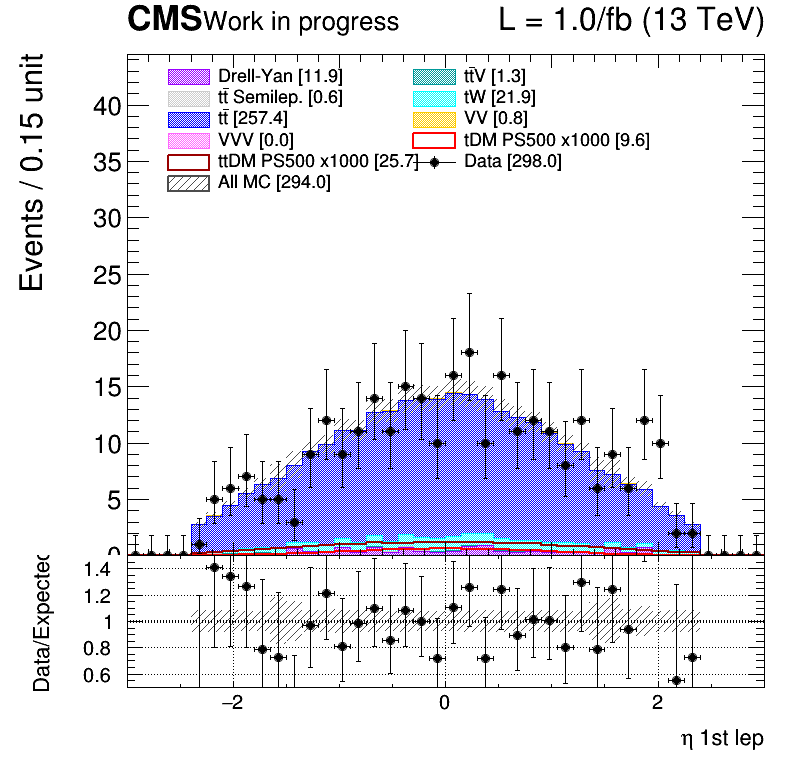 CMS Work in progress L = 1.0/fb (13 TeV)
Events / 0.15 unit
Drell-Yan [11.9] tt̄V [1.3]
tt̄ Semilep. [0.6] tW [21.9]
tt̄ [257.4] VV [0.8]
VVV [0.0] tDM PS500 x1000 [9.6]
ttDM PS500 x1000 [25.7] Data [298.0]
All MC [294.0]
40
35
30
25
20
15
10
5
0
Data/Expected
1.4
1.2
1
0.8
0.6
−2 0 2
η 1st lep